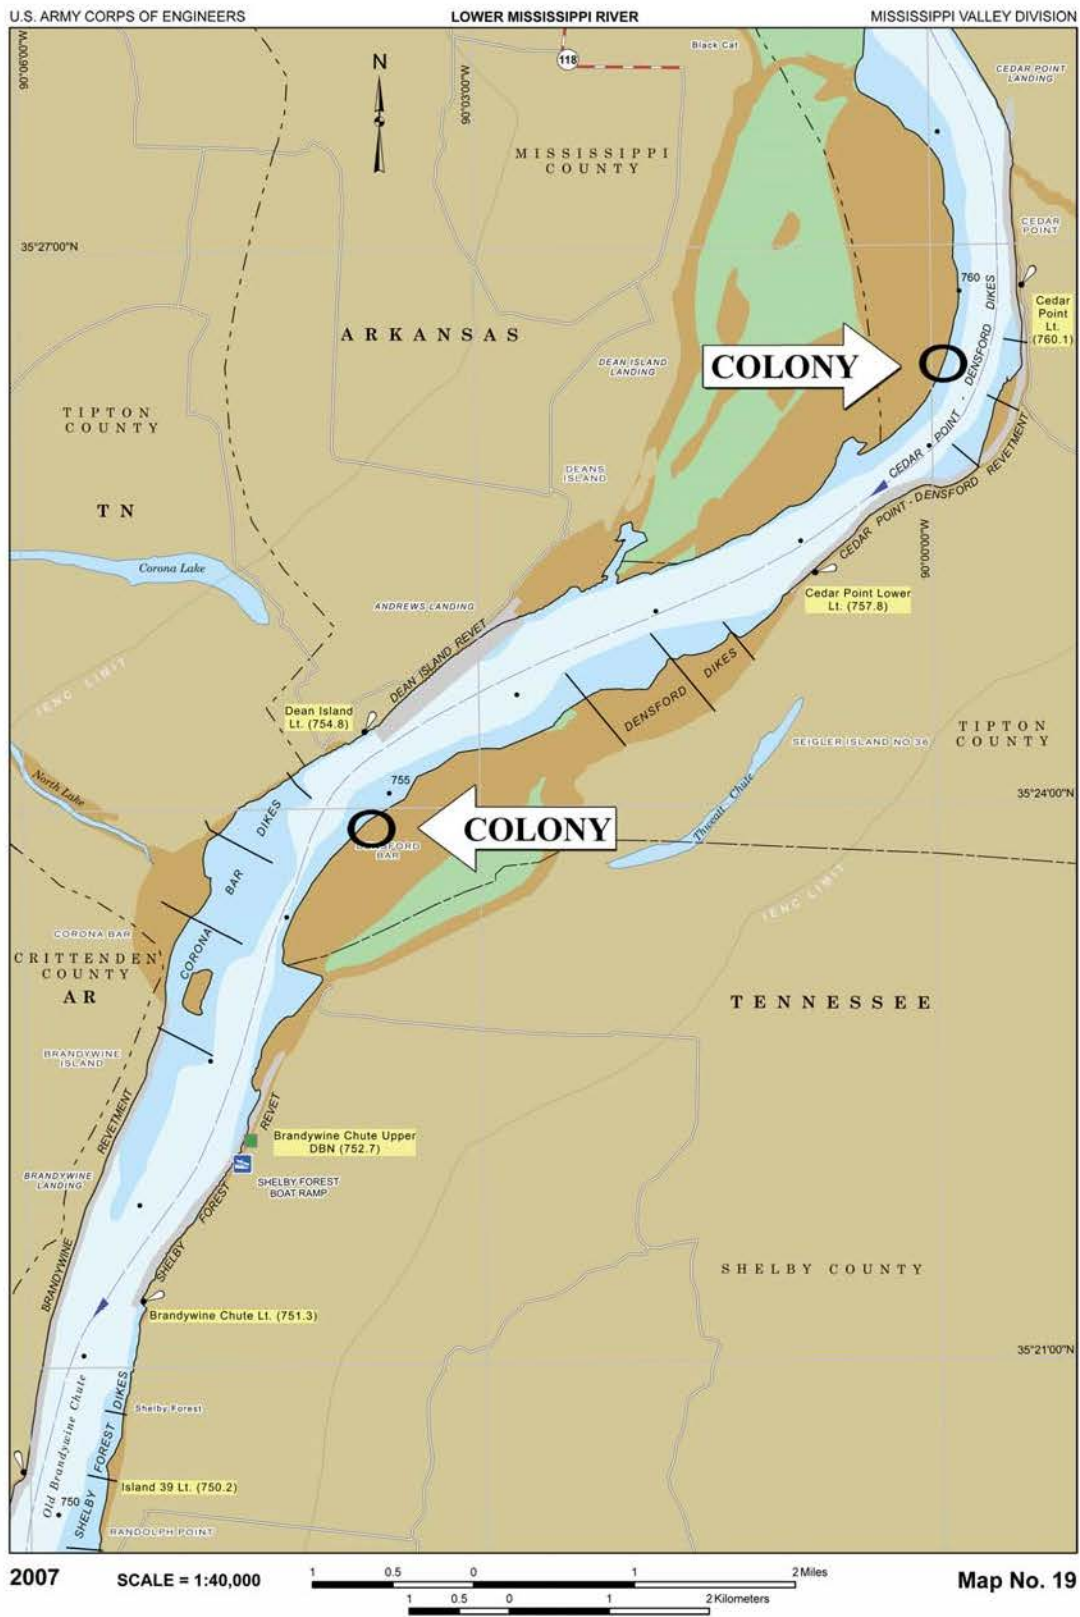 U.S. ARMY CORPS OF ENGINEERS
LOWER MISSISSIPPI RIVER
MISSISSIPPI VALLEY DIVISION
90°06'00"W
N
90°03'00"W
118
Black Cat
CEDAR POINT
LANDING
MISSISSIPPI
COUNTY
CEDAR
POINT
35°27'00"N
760
Cedar
Point
Lt.
(760.1)
ARKANSAS
COLONY
DEAN ISLAND
LANDING
CEDAR POINT - DENSFORD DIKES
TIPTON
COUNTY
DEANS
ISLAND
CEDAR POINT - DENSFORD REVETMENT
TN
90°00'00"W
Corona Lake
ANDREWS LANDING
Cedar Point Lower
Lt. (757.8)
DEAN ISLAND REVET
IENC LIMIT
Dean Island
Lt. (754.8)
DENSFORD DIKES
SEIGLER ISLAND NO 36
TIPTON
COUNTY
North Lake
755
Thweatt Chute
35°24'00"N
COLONY
DENSFORD
BAR
CORONA BAR DIKES
IENC LIMIT
CORONA BAR
CRITTENDEN
COUNTY
AR
TENNESSEE
BRANDYWINE
ISLAND
BRANDYWINE REVETMENT
SHELBY FOREST REVET
Brandywine Chute Upper
DBN (752.7)
BRANDYWINE
LANDING
SHELBY FOREST
BOAT RAMP
SHELBY COUNTY
Brandywine Chute Lt. (751.3)
35°21'00"N
Old Brandywine Chute
SHELBY FOREST DIKES
Shelby Forest
Island 39 Lt. (750.2)
750
RANDOLPH POINT
2007
SCALE = 1:40,000
1 0.5 0 1 2 Miles
1 0.5 0 1 2 Kilometers
Map No. 19